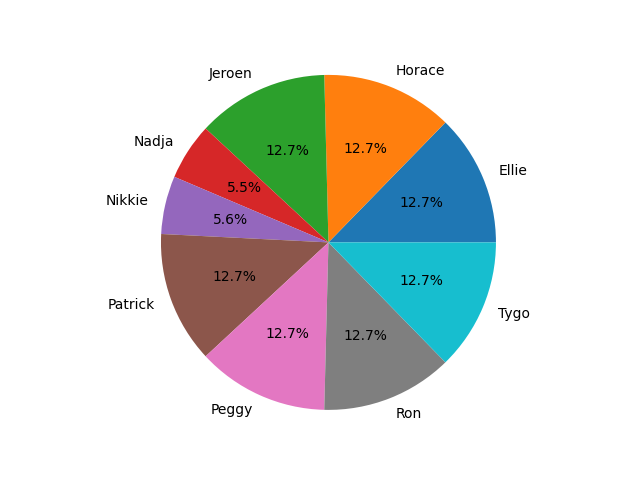 Jeroen
Horace
Nadja
12.7%
12.7%
Ellie
5.5%
Nikkie
5.6%
12.7%
Patrick
12.7%
12.7%
Tygo
12.7%
12.7%
Peggy
Ron